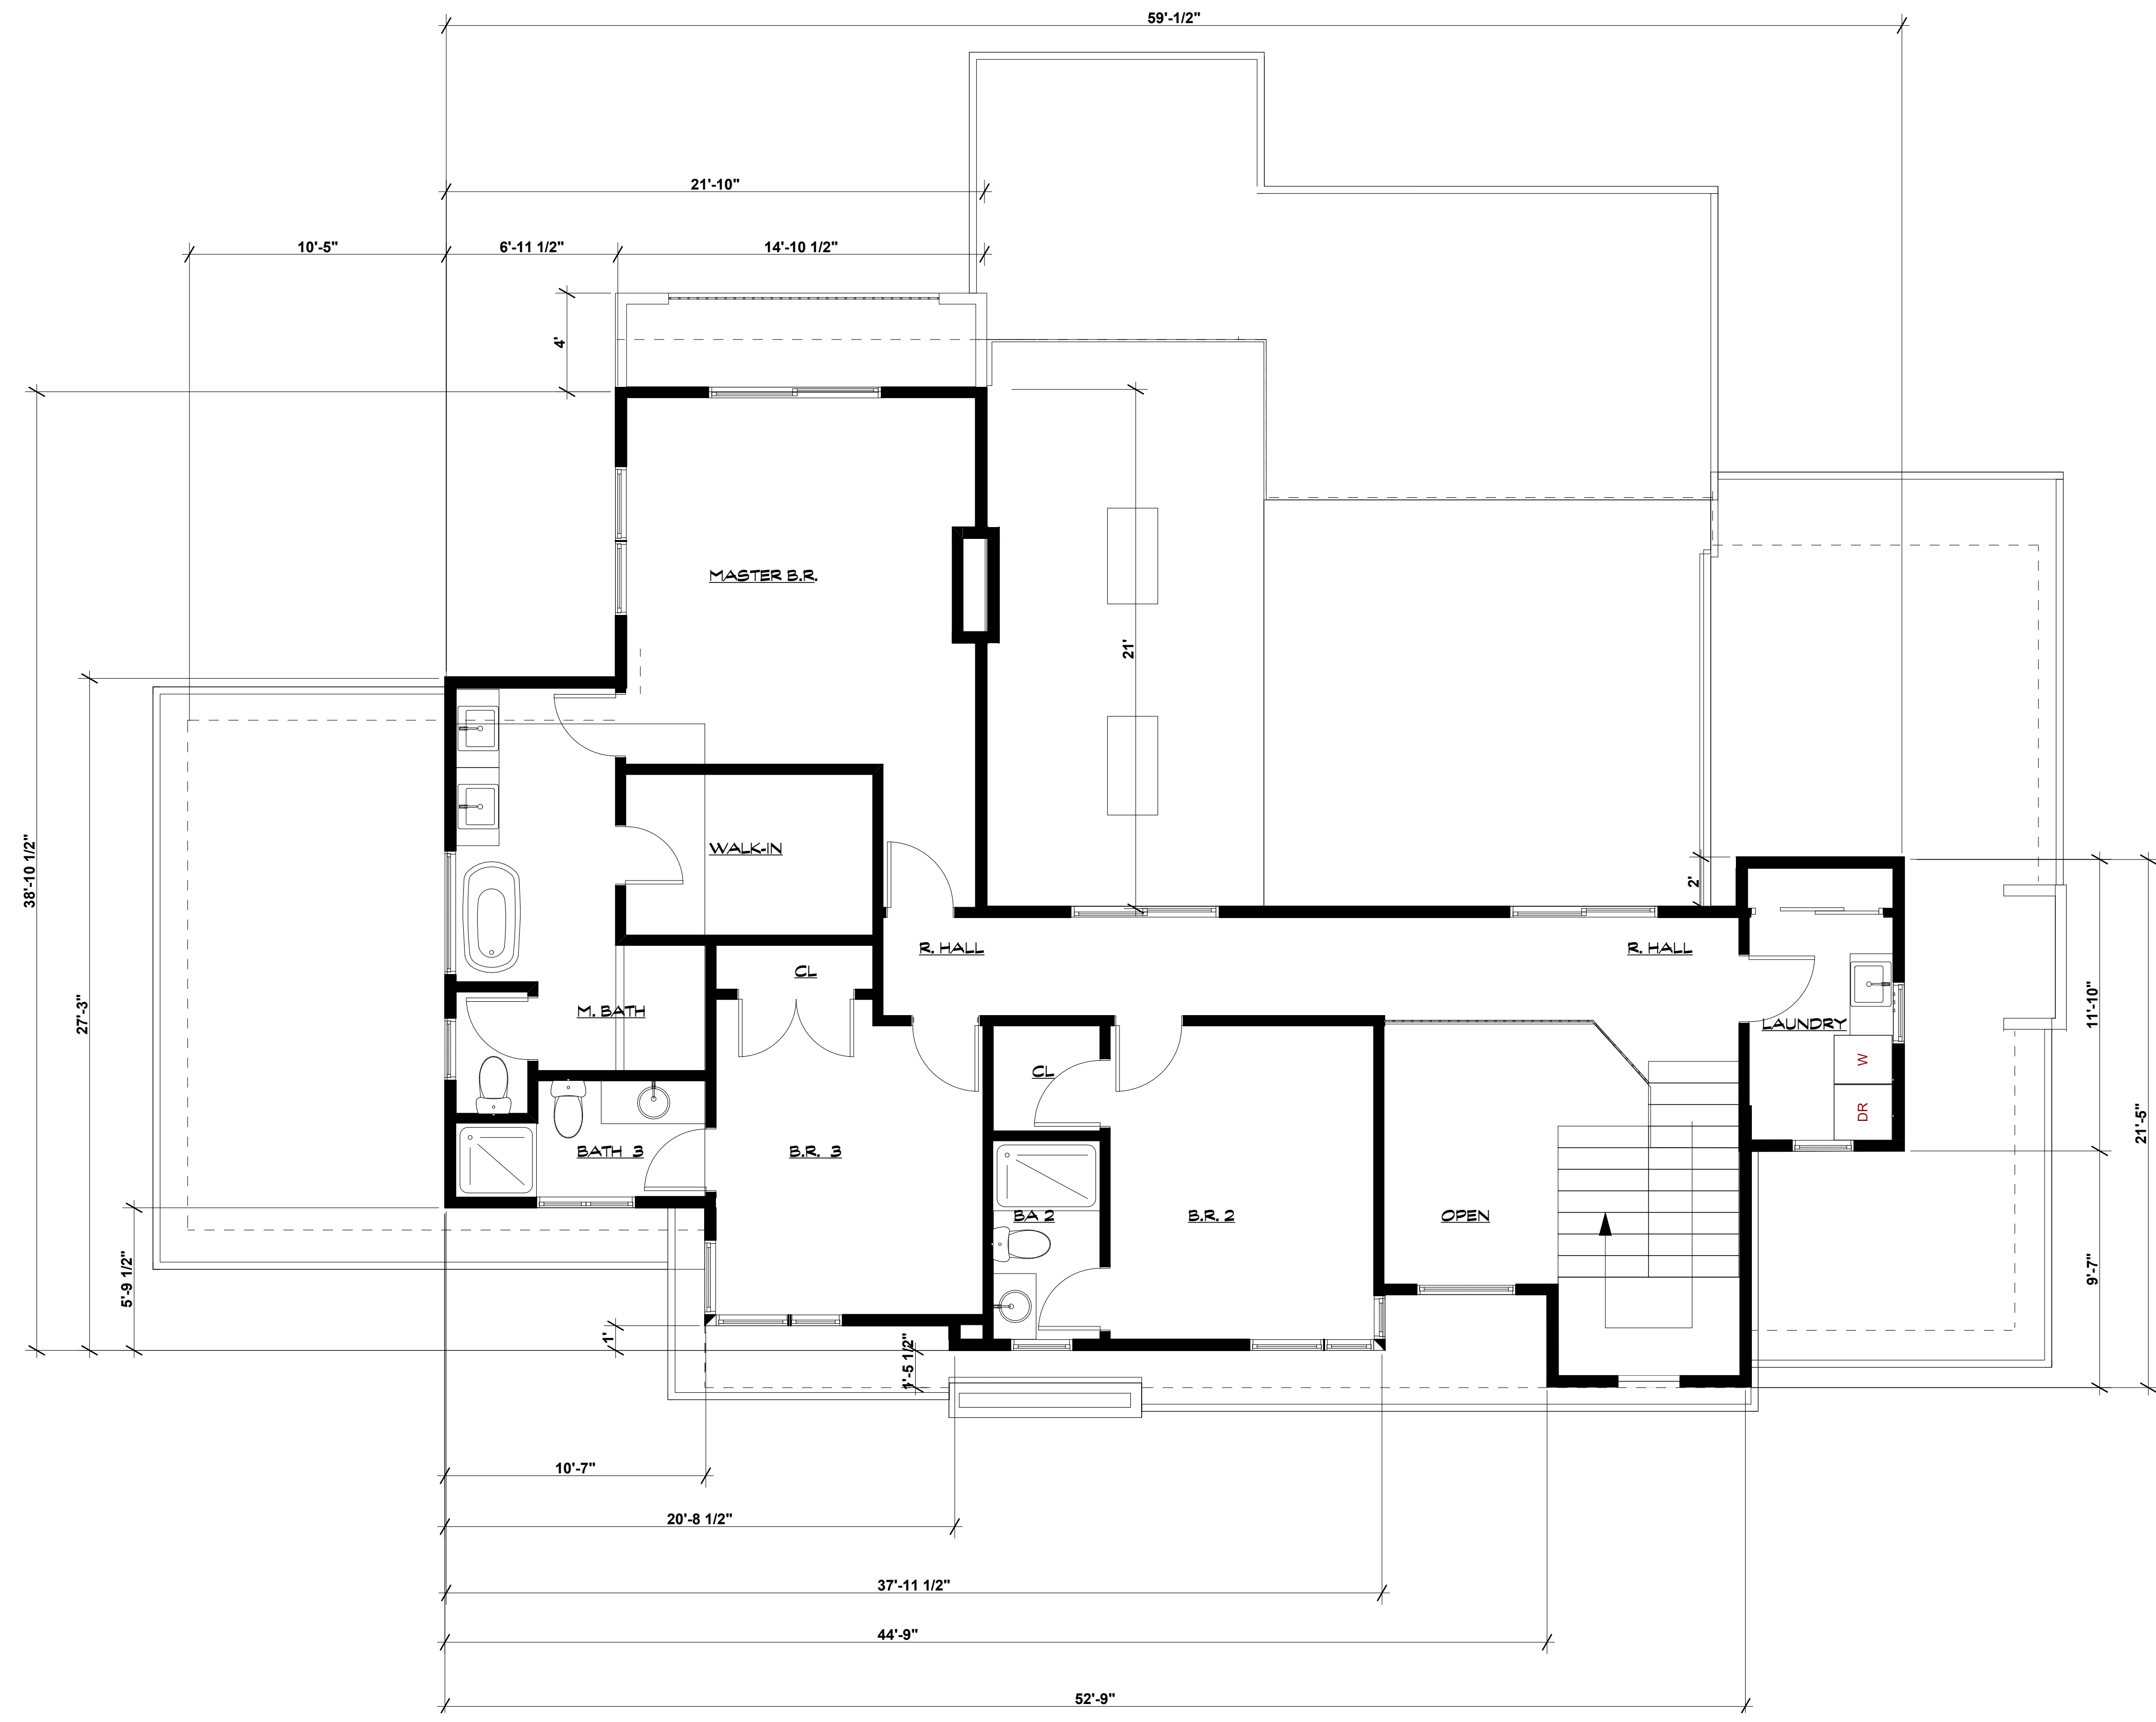 59'-1/2"
21'-10"
10'-5"
6'-11 1/2"
14'-10 1/2"
4'
MASTER B.R.
21'
38'-10 1/2"
WALK-IN
2'
R. HALL
R. HALL
CL
27'-3"
M. BATH
LAUNDRY
11'-10"
W
CL
DR
21'-5"
BATH 3
B.R. 3
BA 2
B.R. 2
OPEN
5'-9 1/2"
9'-7"
1'
1'-5 1/2"
10'-7"
20'-8 1/2"
37'-11 1/2"
44'-9"
52'-9"